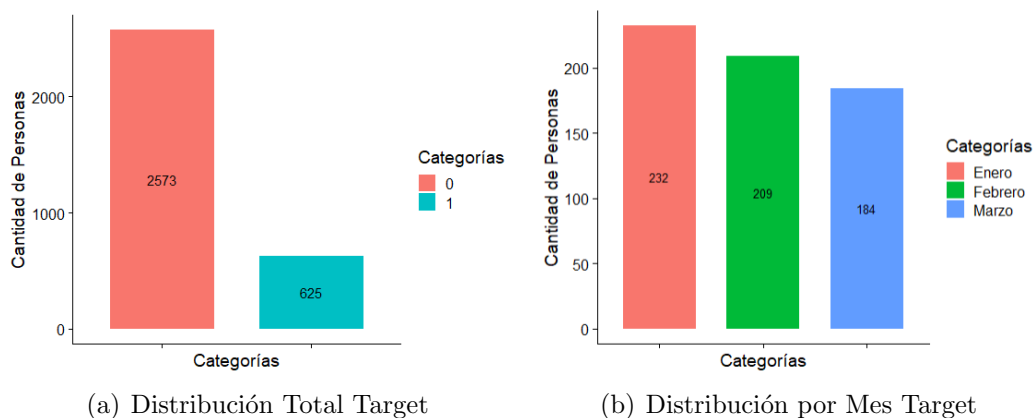 Cantidad de Personas
2000
1000
0
2573
625
Categorías
Categorías
0
1
(a) Distribución Total Target
Cantidad de Personas
200
150
100
50
0
232
209
184
Categorías
Categorías
Enero
Febrero
Marzo
(b) Distribución por Mes Target